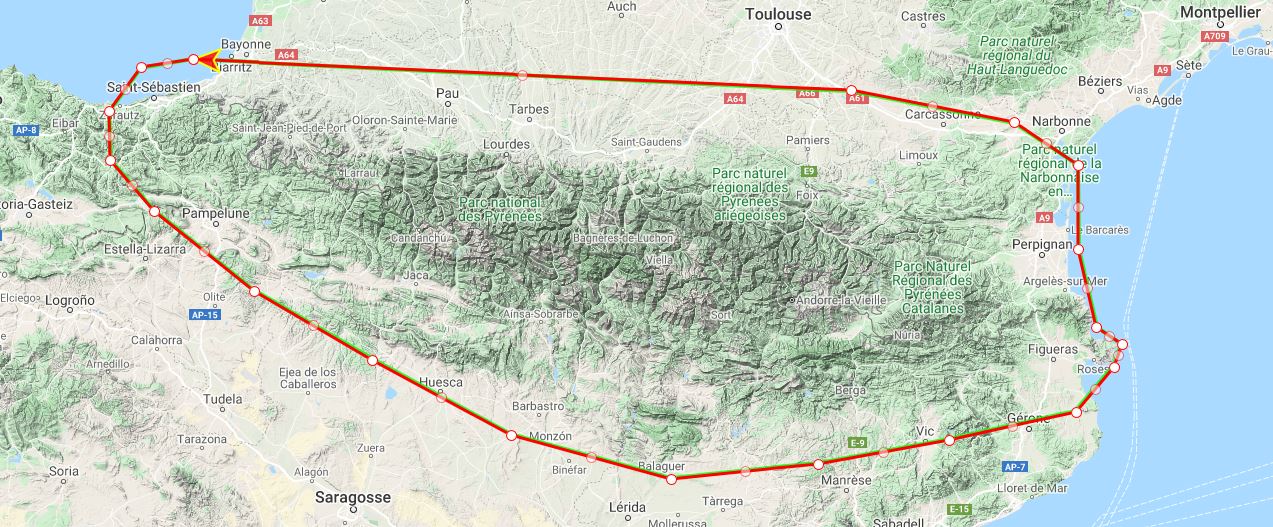 Auch
Toulouse
Castres
Montpellier
A63
A709
Parc naturel
régional du
Haut-Languedoc
Le Grau-
Bayonne
A64
Biarritz
Sète
A9
Béziers
Vias
Agde
Saint-Sébastien
Pau
A64
A66
A61
Tarbes
Carcassonne
Zarautz
Narbonne
Eibar
AP-8
Saint-Jean-Pied-de-Port
Oloron-Sainte-Marie
Lourdes
Saint-Gaudens
Pamiers
Limoux
Parc naturel
régional de la
Narbonnaise
en...
Larrau
E9
Parc naturel
régional des
Pyrénées
ariégeoises
Foix
toria-Gasteiz
Pampelune
Parc national
des Pyrénées
A9
Le Barcarès
Estella-Lizarra
Candanchú
Bagnères-de-Luchon
Viella
Perpignan
Jaca
Parc Naturel
Régional des
Pyrénées
Catalanes
Argelès-sur-Mer
Elciego
Logroño
Olite
AP-15
Ainsa-Sobrarbe
Sort
Andorre-la-Vieille
Núria
Calahorra
Figueras
Arnedillo
Ejea de los
Caballeros
Huesca
Roses
Berga
Tudela
Barbastro
Gérone
Tarazona
Zuera
Monzón
Vic
E-9
Soria
Alagón
Binéfar
Balaguer
AP-7
Manrèse
Lloret de Mar
Saragosse
Lérida
Tàrrega
E-15
Mollerussa
Sabadell